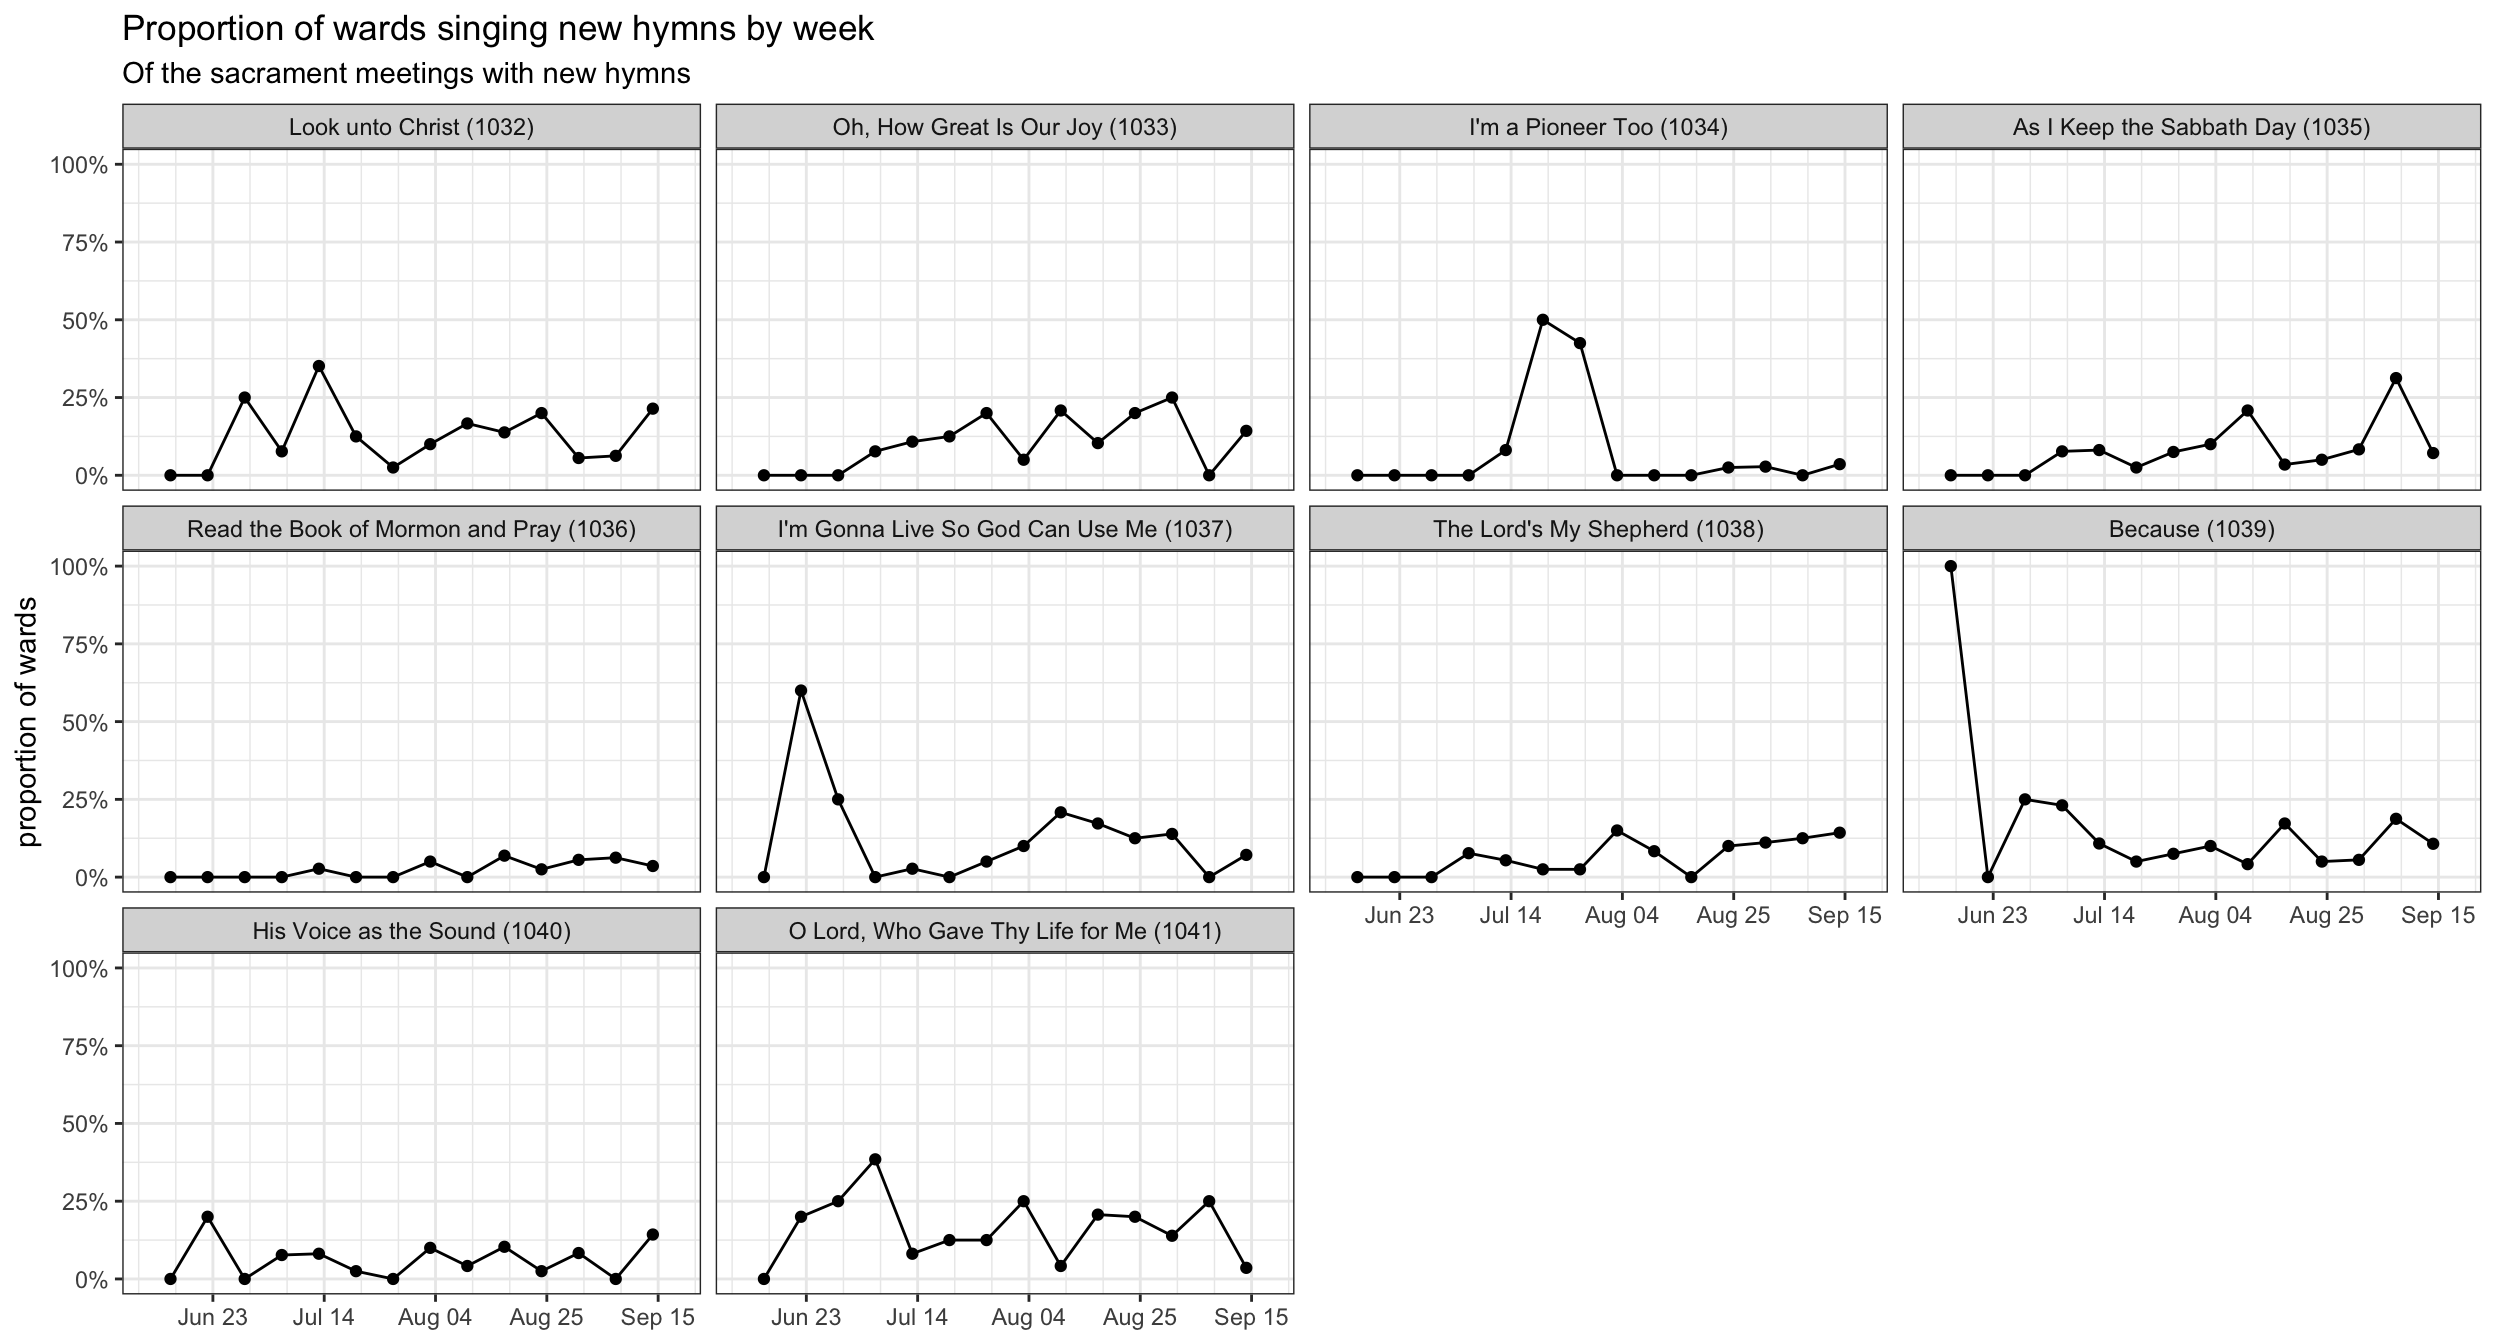 Proportion of wards singing new hymns by week
Of the sacrament meetings with new hymns
Look unto Christ (1032)
Oh, How Great Is Our Joy (1033)
I'm a Pioneer Too (1034)
As I Keep the Sabbath Day (1035)
100%
75%
50%
25%
0%
Read the Book of Mormon and Pray (1036)
I'm Gonna Live So God Can Use Me (1037)
The Lord's My Shepherd (1038)
Because (1039)
100%
75%
50%
25%
0%
proportion of wards
Jun 23 Jul 14 Aug 04 Aug 25 Sep 15
Jun 23 Jul 14 Aug 04 Aug 25 Sep 15
His Voice as the Sound (1040)
O Lord, Who Gave Thy Life for Me (1041)
100%
75%
50%
25%
0%
Jun 23 Jul 14 Aug 04 Aug 25 Sep 15
Jun 23 Jul 14 Aug 04 Aug 25 Sep 15